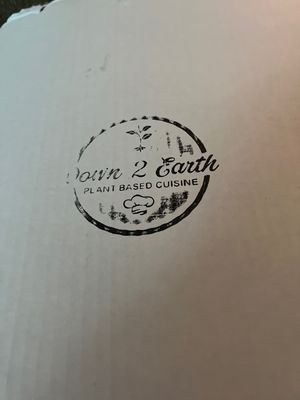 Down 2 Earth
PLANT BASED CUISINE